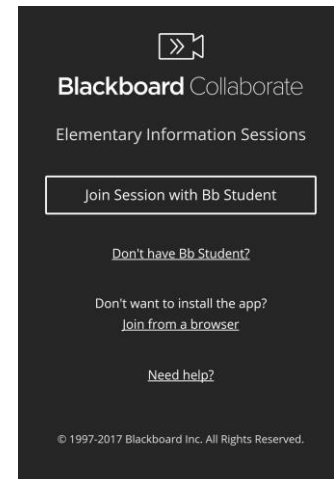 Blackboard Collaborate
Elementary Information Sessions
Join Session with Bb Student
Don't have Bb Student?
Don't want to install the app?
Join from a browser
Need help?
© 1997-2017 Blackboard Inc. All Rights Reserved.